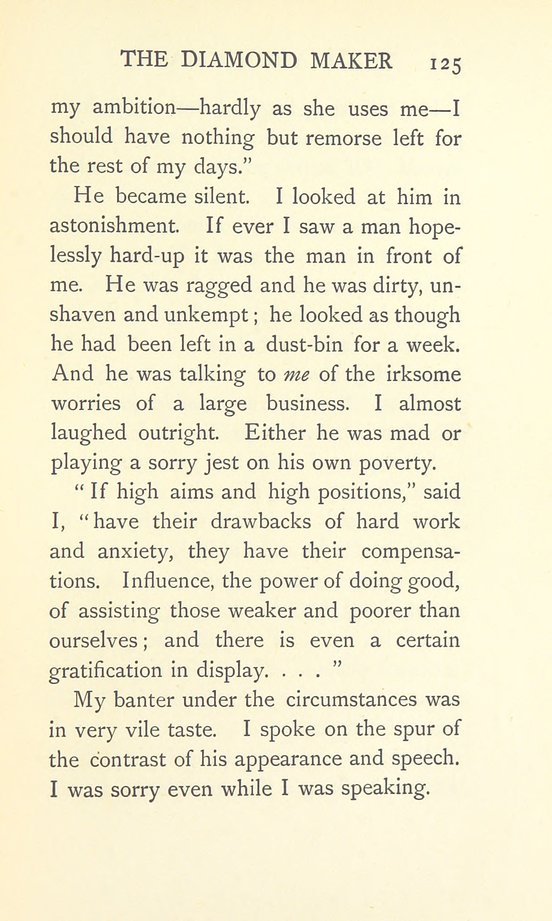 THE DIAMOND MAKER 125
my ambition—hardly as she uses me—I
should have nothing but remorse left for
the rest of my days.”
He became silent. I looked at him in
astonishment. If ever I saw a man hope-
lessly hard-up it was the man in front of
me. He was ragged and he was dirty, un-
shaven and unkempt; he looked as though
he had been left in a dust-bin for a week.
And he was talking to me of the irksome
worries of a large business. I almost
laughed outright. Either he was mad or
playing a sorry jest on his own poverty.
“If high aims and high positions,” said
I, “have their drawbacks of hard work
and anxiety, they have their compensa-
tions. Influence, the power of doing good,
of assisting those weaker and poorer than
ourselves; and there is even a certain
gratification in display. . . . ”
My banter under the circumstances was
in very vile taste. I spoke on the spur of
the contrast of his appearance and speech.
I was sorry even while I was speaking.